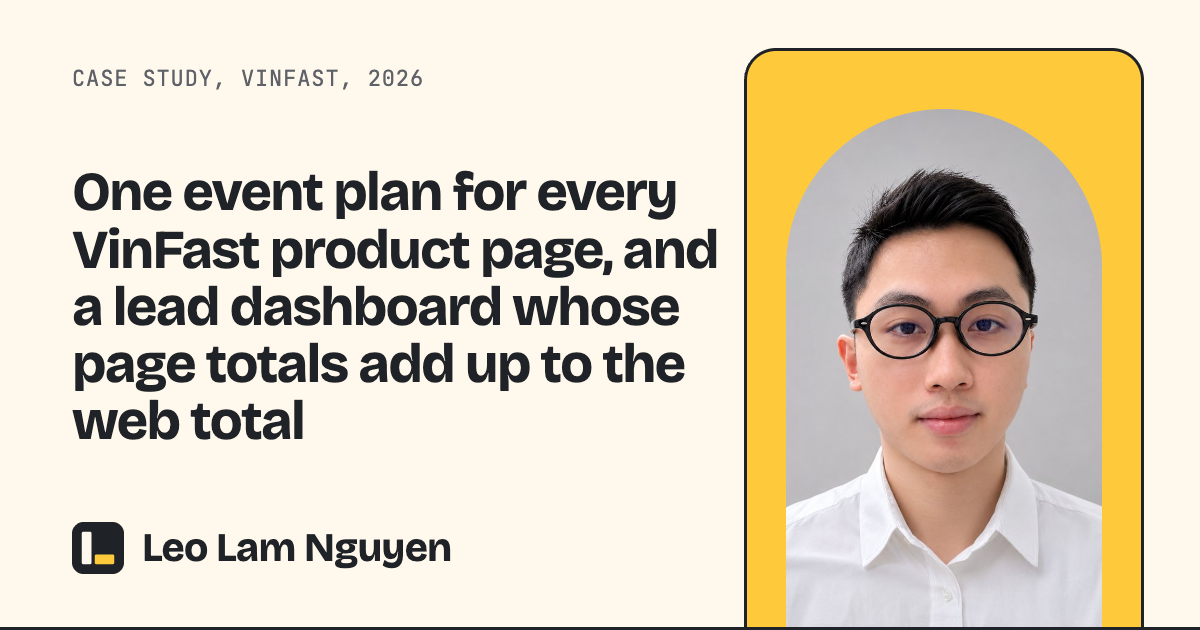 CASE STUDY, VINFAST, 2026
One event plan for every
VinFast product page, and
a lead dashboard whose
page totals add up to the
web total
Leo Lam Nguyen